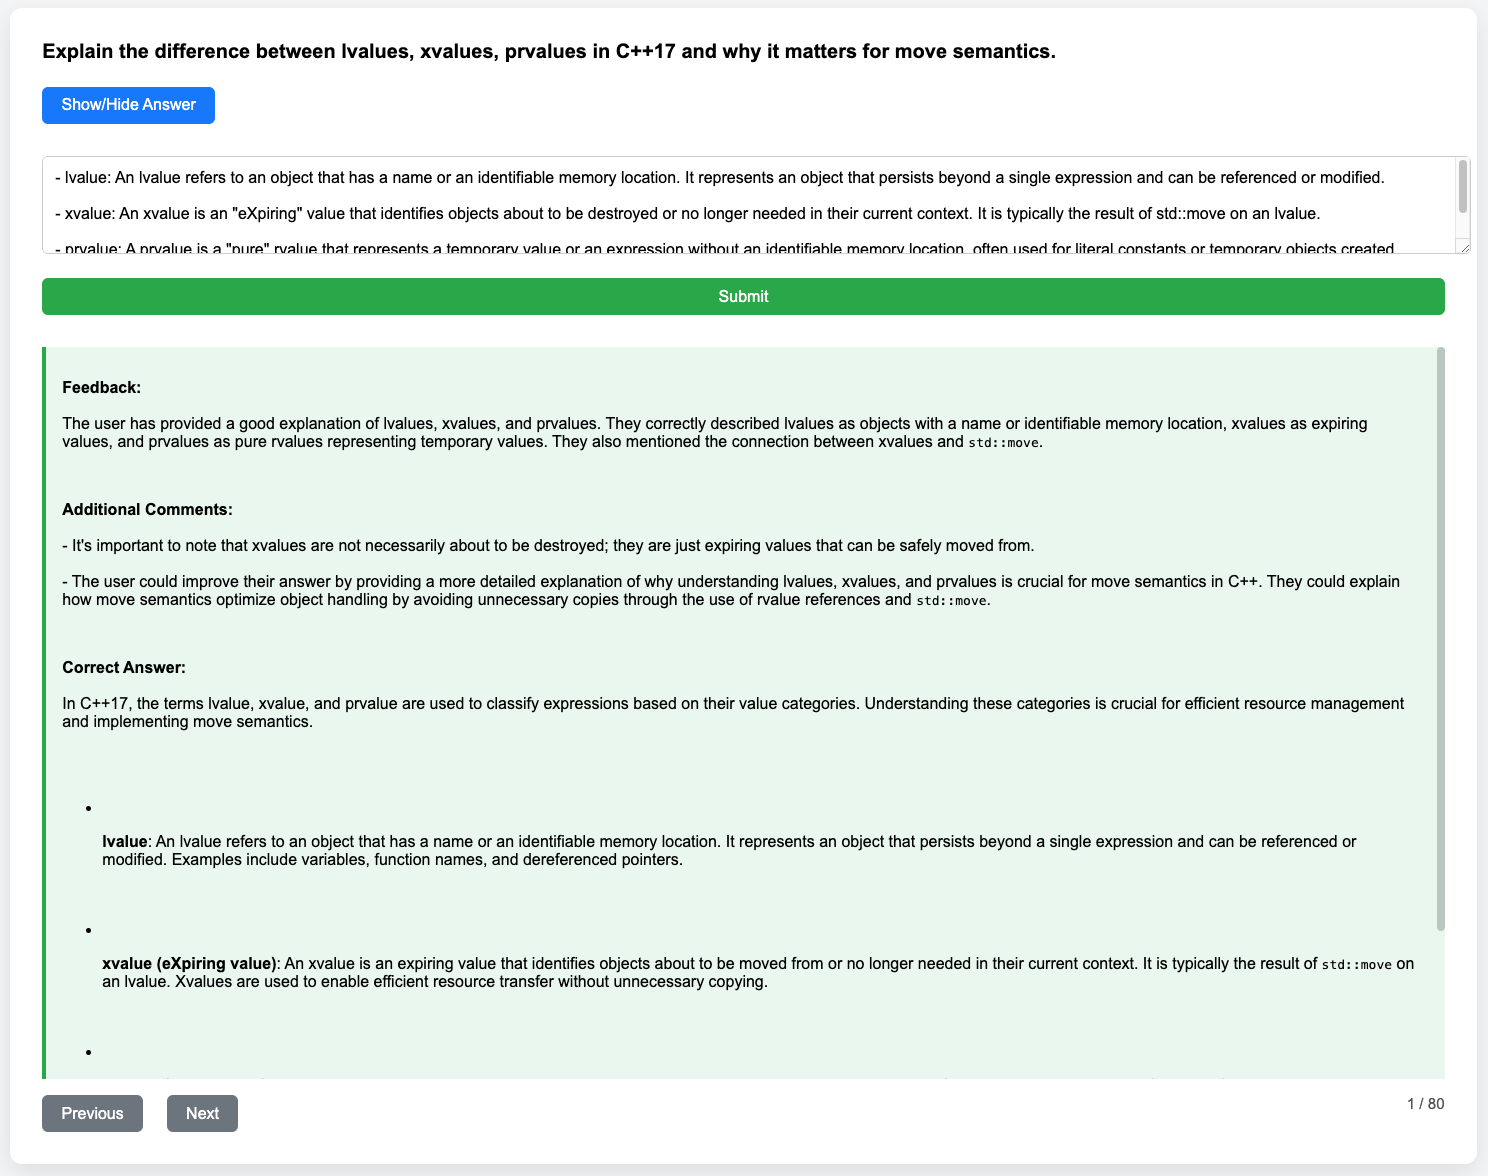 Explain the difference between lvalues, xvalues, prvalues in C++17 and why it matters for move semantics.
Show/Hide Answer
- lvalue: An lvalue refers to an object that has a name or an identifiable memory location. It represents an object that persists beyond a single expression and can be referenced or modified.
- xvalue: An xvalue is an "eXpiring" value that identifies objects about to be destroyed or no longer needed in their current context. It is typically the result of std::move on an lvalue.
- prvalue: A prvalue is a "pure" rvalue that represents a temporary value or an expression without an identifiable memory location, often used for literal constants or temporary objects created
Submit
Feedback:
The user has provided a good explanation of lvalues, xvalues, and prvalues. They correctly described lvalues as objects with a name or identifiable memory location, xvalues as expiring
values, and prvalues as pure rvalues representing temporary values. They also mentioned the connection between xvalues and std::move.
Additional Comments:
- It's important to note that xvalues are not necessarily about to be destroyed; they are just expiring values that can be safely moved from.
- The user could improve their answer by providing a more detailed explanation of why understanding lvalues, xvalues, and prvalues is crucial for move semantics in C++. They could explain
how move semantics optimize object handling by avoiding unnecessary copies through the use of rvalue references and std::move.
Correct Answer:
In C++17, the terms lvalue, xvalue, and prvalue are used to classify expressions based on their value categories. Understanding these categories is crucial for efficient resource management
and implementing move semantics.
•
lvalue: An lvalue refers to an object that has a name or an identifiable memory location. It represents an object that persists beyond a single expression and can be referenced or
modified. Examples include variables, function names, and dereferenced pointers.
•
xvalue (eXpiring value): An xvalue is an expiring value that identifies objects about to be moved from or no longer needed in their current context. It is typically the result of std::move on
an lvalue. Xvalues are used to enable efficient resource transfer without unnecessary copying.
•
Previous
Next
1 / 80